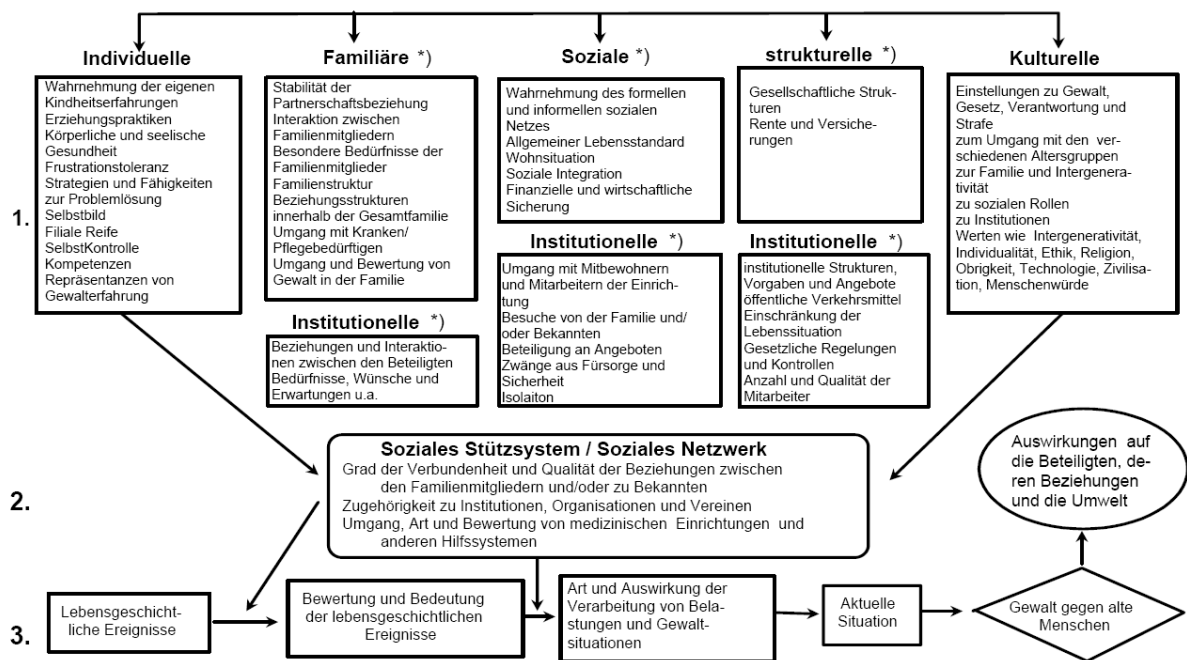 Individuelle
Wahrnehmung der eigenen
Kindheitserfahrungen
Erziehungspraktiken
Körperliche und seelische
Gesundheit
Frustrationstoleranz
Strategien und Fähigkeiten
zur Problemlösung
Selbstbild
Filiale Reife
SelbstKontrolle
Kompetenzen
Repräsentanzen von
Gewalterfahrung
Familiäre *)
Stabilität der
Partnerschaftsbeziehung
Interaktion zwischen
Familienmitgliedern
Besondere Bedürfnisse der
Familienmitglieder
Familienstruktur
Beziehungsstrukturen
innerhalb der Gesamtfamilie
Umgang mit Kranken/
Pflegebedürftigen
Umgang und Bewertung von
Gewalt in der Familie
Institutionelle *)
Beziehungen und Interaktio-
nen zwischen den Beteiligten
Bedürfnisse, Wünsche und
Erwartungen u.a.
Soziale *)
Wahrnehmung des formellen
und informellen sozialen
Netzes
Allgemeiner Lebensstandard
Wohnsituation
Soziale Integration
Finanzielle und wirtschaftliche
Sicherung
Institutionelle *)
Umgang mit Mitbewohnern
und Mitarbeitern der Einrich-
tung
Besuche von der Familie und/
oder Bekannten
Beteiligung an Angeboten
Zwänge aus Fürsorge und
Sicherheit
Isolaiton
strukturelle *)
Gesellschaftliche Struk-
turen
Rente und Versiche-
rungen
Institutionelle *)
institutionelle Strukturen,
Vorgaben und Angebote
öffentliche Verkehrsmittel
Einschränkung der
Lebenssituation
Gesetzliche Regelungen
und Kontrollen
Anzahl und Qualität der
Mitarbeiter
Kulturelle
Einstellungen zu Gewalt,
Gesetz, Verantwortung und
Strafe
zum Umgang mit den ver-
schiedenen Altersgruppen
zur Familie und Intergenera-
tivität
zu sozialen Rollen
zu Institutionen
Werten wie Intergenerativität,
Individualität, Ethik, Religion,
Obrigkeit, Technologie, Zivilisa-
tion, Menschenwürde
1.
2.
Soziales Stützsystem / Soziales Netzwerk
Grad der Verbundenheit und Qualität der Beziehungen zwischen
den Familienmitgliedern und/oder zu Bekannten
Zugehörigkeit zu Institutionen, Organisationen und Vereinen
Umgang, Art und Bewertung von medizinischen Einrichtungen und
anderen Hilfssystemen
Auswirkungen auf
die Beteiligten, de-
ren Beziehungen
und die Umwelt
3.
Lebensgeschicht-
liche Ereignisse
Bewertung und Bedeutung
der lebensgeschichtlichen
Ereignisse
Art und Auswirkung der
Verarbeitung von Bela-
stungen und Gewalt-
situationen
Aktuelle
Situation
Gewalt gegen alte
Menschen